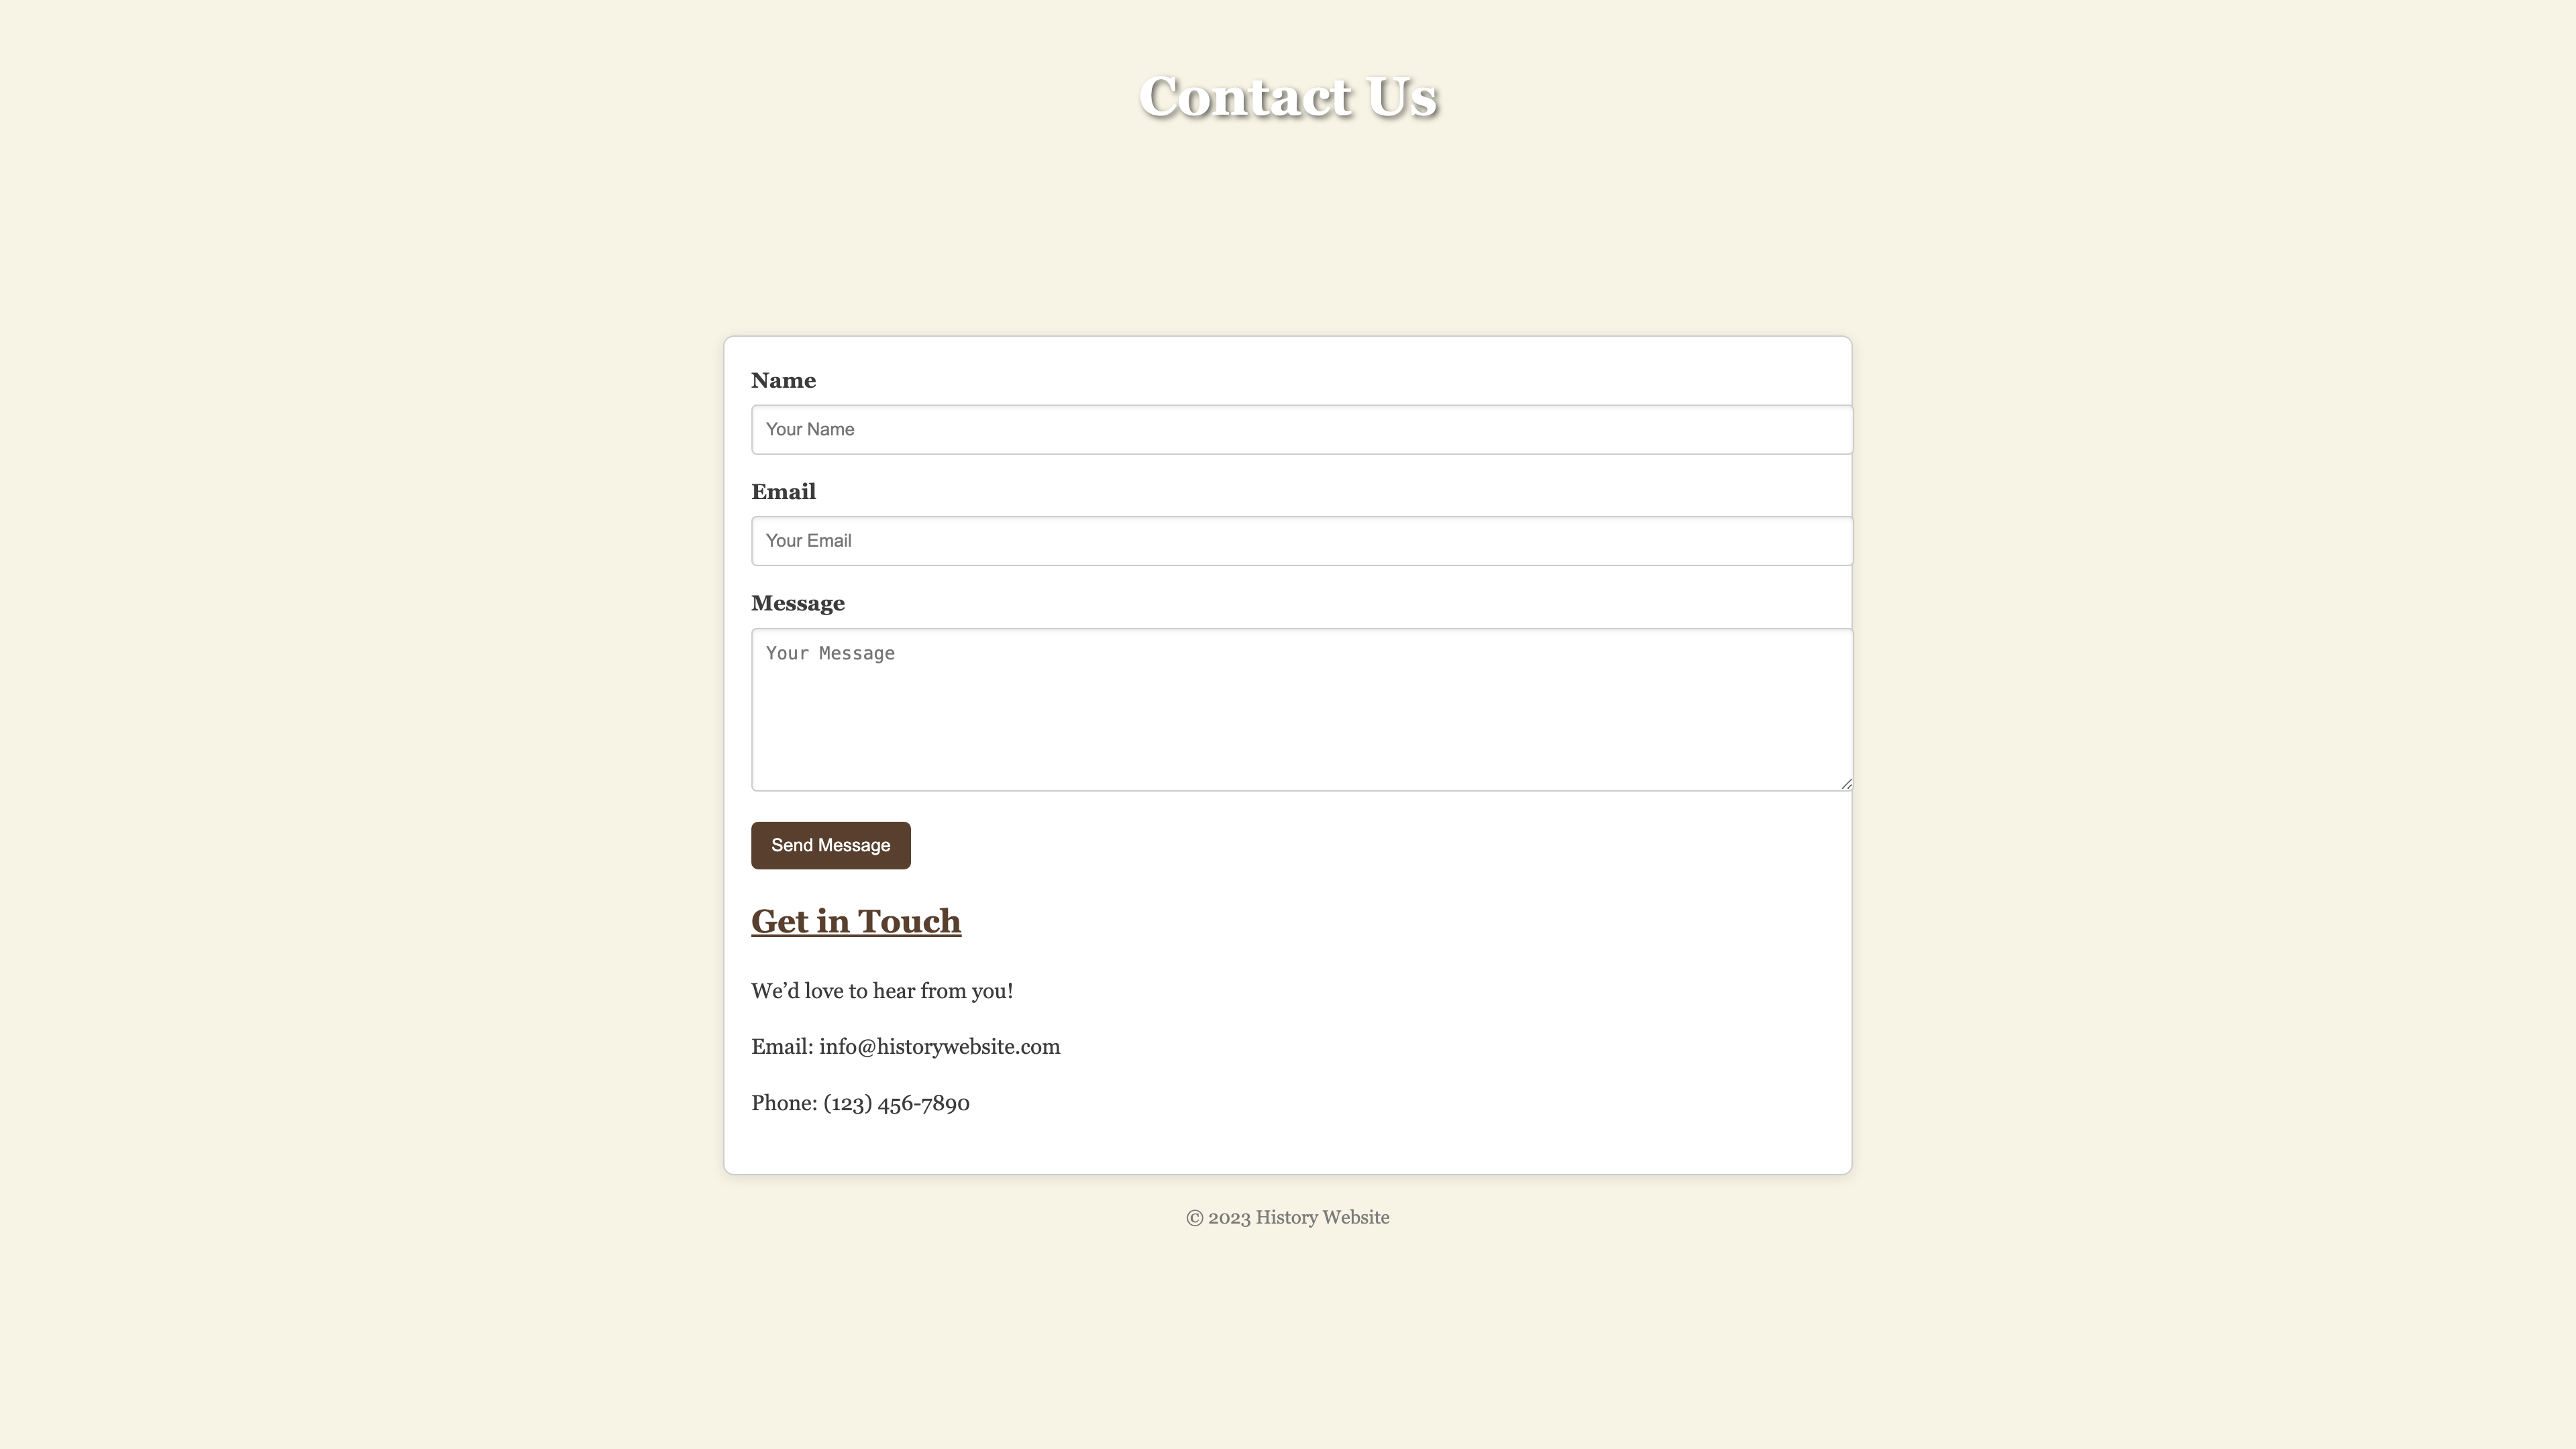 Contact Us
Name
Your Name
Email
Your Email
Message
Your Message
Send Message
Get in Touch
We’d love to hear from you!
Email: info@historywebsite.com
Phone: (123) 456-7890
© 2023 History Website